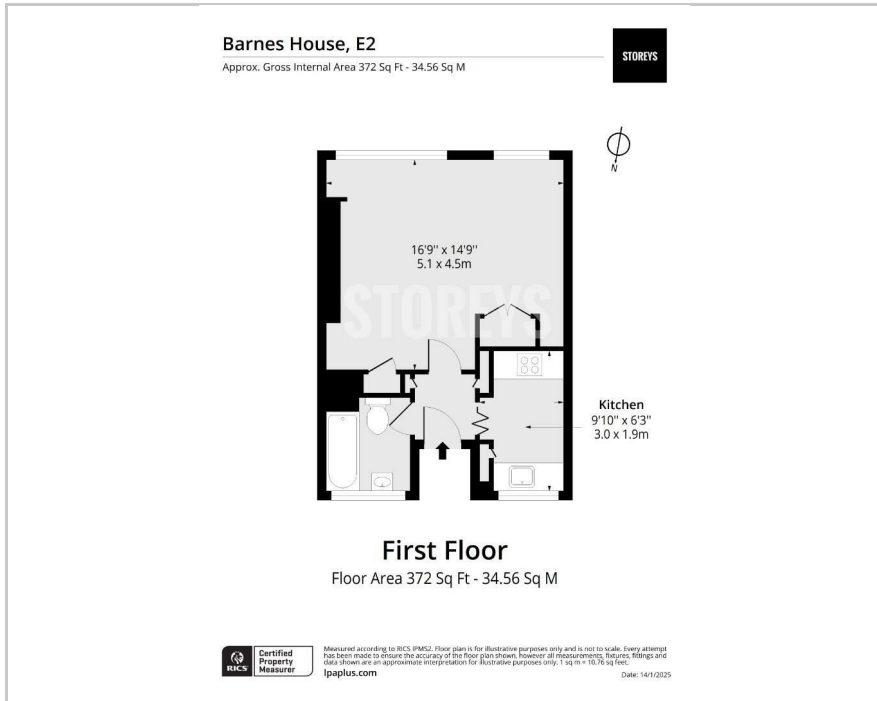 Barnes House, E2
Approx. Gross Internal Area 372 Sq Ft - 34.56 Sq M
STOREYS
N
16'9'' x 14'9''
5.1 x 4.5m
STOREYS
Kitchen
9'10'' x 6'3''
3.0 x 1.9m
First Floor
Floor Area 372 Sq Ft - 34.56 Sq M
RICS
Certified
Property
Measurer
Measured according to RICS IPMS2. Floor plan is for illustrative purposes only and is not to scale. Every attempt
has been made to ensure the accuracy of the floor plan shown, however all measurements, fixtures, fittings and
data shown are an approximate interpretation for illustrative purposes only. 1 sq m = 10.76 sq feet.
lpaplus.com
Date: 14/1/2025